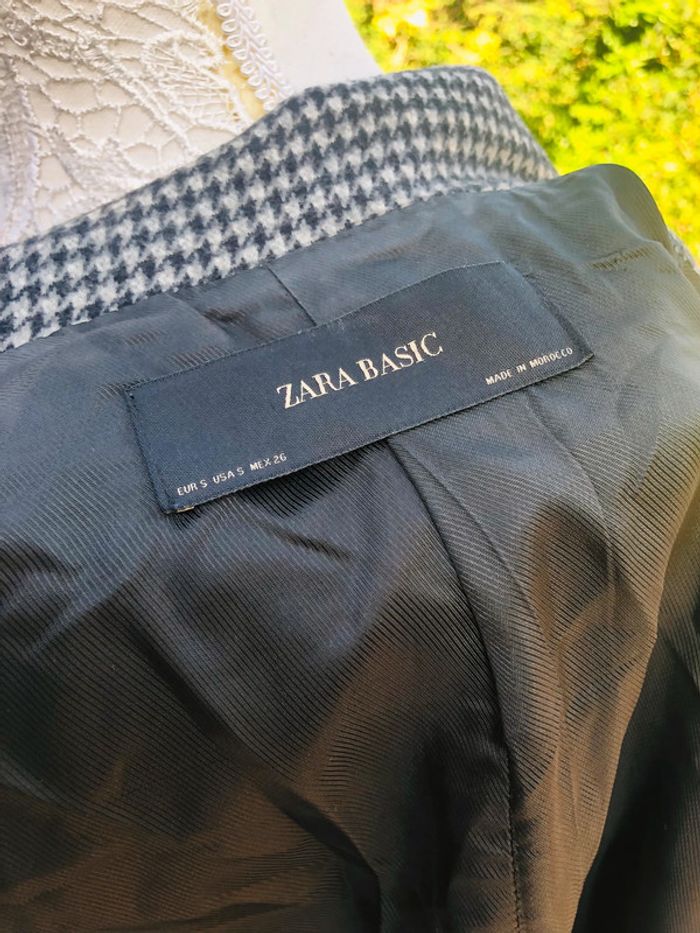 ZARA BASIC
MADE IN MOROCCO
EUR S USA S MEX 26